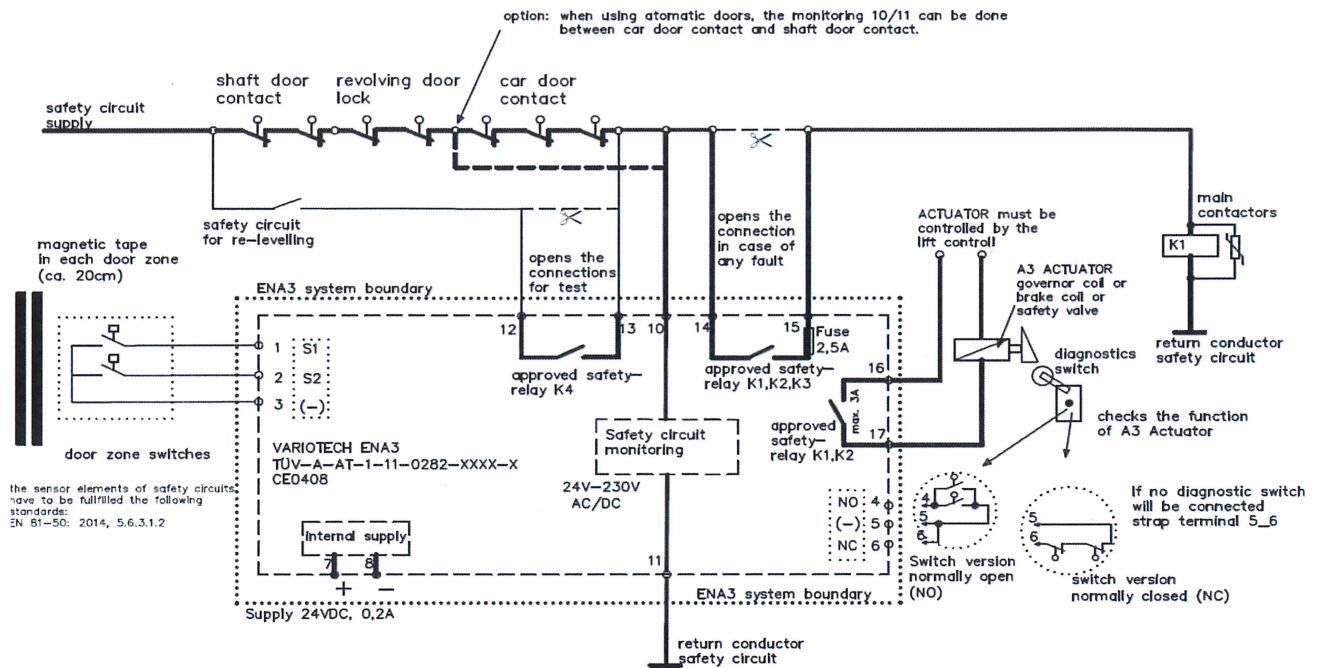 option: when using atomatic doors, the monitoring 10/11 can be done
between car door contact and shaft door contact.
shaft door
contact
revolving door
lock
car door
contact
safety circuit
supply
safety circuit
for re-levelling
opens the
connections
for test
opens the
connection
in case of
any fault
ACTUATOR must be
controlled by the
lift controll
main
contactors
K1
return conductor
safety circuit
A3 ACTUATOR
governor coil or
brake coil or
safety valve
diagnostics
switch
checks the function
of A3 Actuator
magnetic tape
in each door zone
(ca. 20cm)
ENA3 system boundary
12
13
10
14
15
Fuse
2,5A
1 S1
2 S2
3 (-)
approved safety-
relay K4
approved safety-
relay K1,K2,K3
16
max. 3A
17
approved
safety-
relay K1,K2
door zone switches
VARIOTECH ENA3
TÜV-A-AT-1-11-0282-XXXX-X
CE0408
Safety circuit
monitoring
24V-230V
AC/DC
the sensor elements of safety circuits
have to be fullfilled the following
standards:
EN 81-50: 2014, 5.6.3.1.2
internal supply
7
8
+
-
Supply 24VDC, 0,2A
11
NO 4
(-) 5
NC 6
ENA3 system boundary
4
5
6
Switch version
normally open
(NO)
5
6
switch version
normally closed (NC)
If no diagnostic switch
will be connected
strap terminal 5_6
return conductor
safety circuit